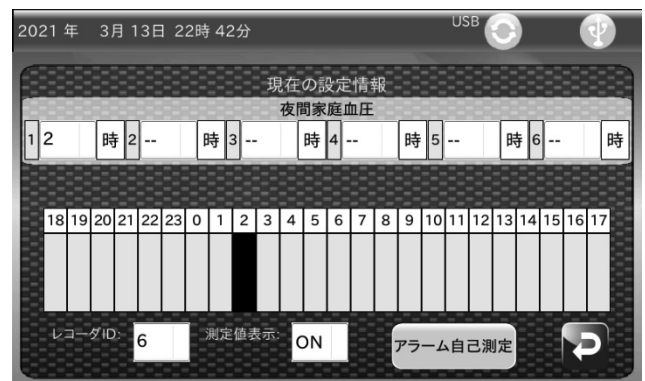 2021 年 3月 13日 22時 42分 USB
現在の設定情報
夜間家庭血圧
1 2 時 2 -- 時 3 -- 時 4 -- 時 5 -- 時 6 -- 時
18 19 20 21 22 23 0 1 2 3 4 5 6 7 8 9 10 11 12 13 14 15 16 17
レコーダID: 6 測定値表示: ON アラーム自己測定